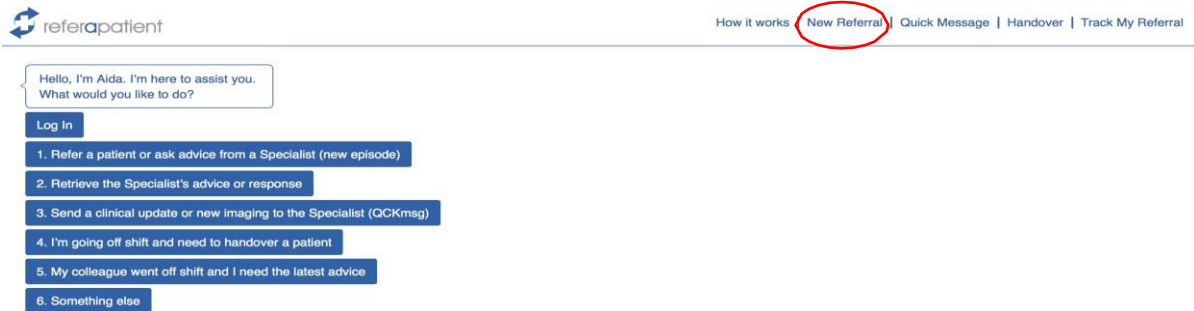 referapatient
How it works | New Referral | Quick Message | Handover | Track My Referral
Hello, I'm Aida. I'm here to assist you.
What would you like to do?
Log In
1. Refer a patient or ask advice from a Specialist (new episode)
2. Retrieve the Specialist's advice or response
3. Send a clinical update or new imaging to the Specialist (QCKmsg)
4. I'm going off shift and need to handover a patient
5. My colleague went off shift and I need the latest advice
6. Something else